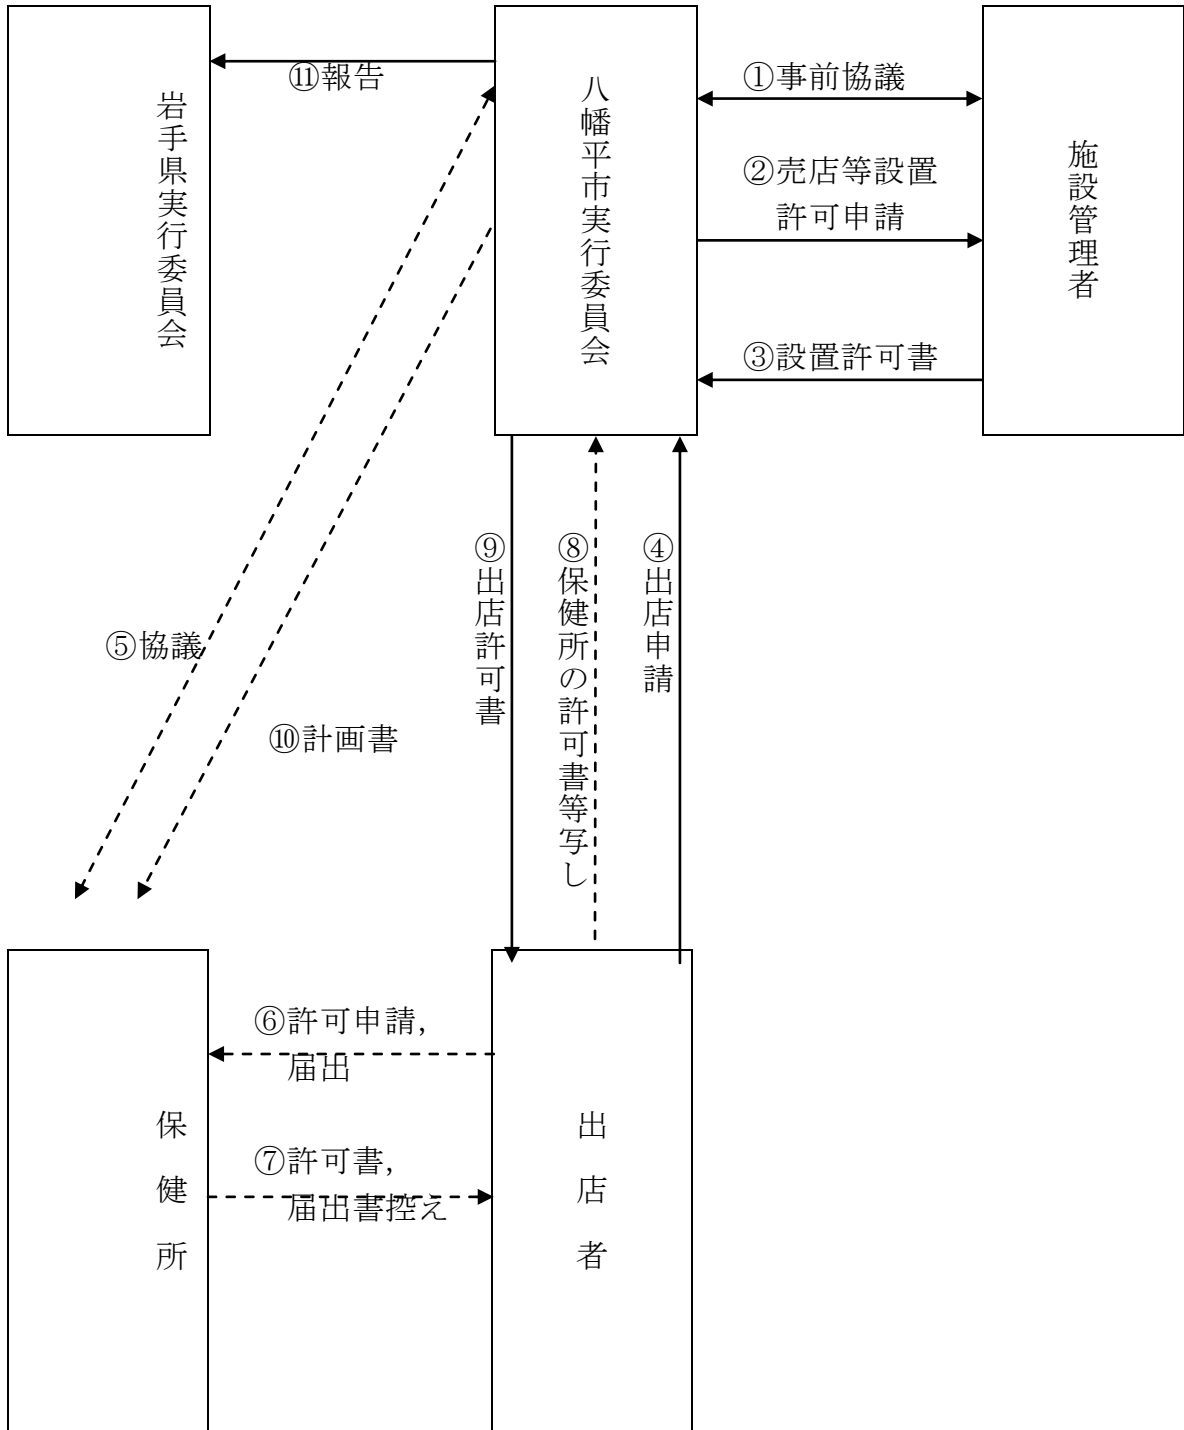 岩手県実行委員会
⑪報告
八幡平市実行委員会
①事前協議
②売店等設置
許可申請
③設置許可書
施設管理者
⑤協議
⑩計画書
⑨出店許可書
⑧保健所の許可書等写し
④出店申請
保健所
⑥許可申請,
届出
⑦許可書,
届出書控え
出店者